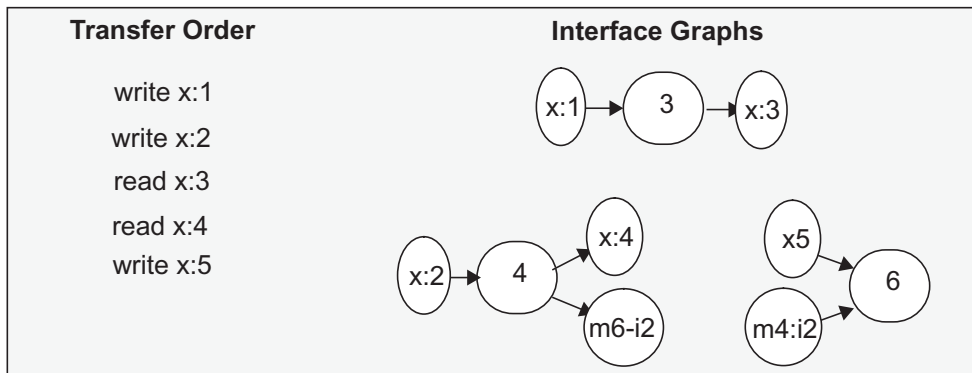 Transfer Order
write x:1
write x:2
read x:3
read x:4
write x:5
Interface Graphs
x:1 3 x:3
x:2 4 x:4 m6-i2
x5 6 m4:i2